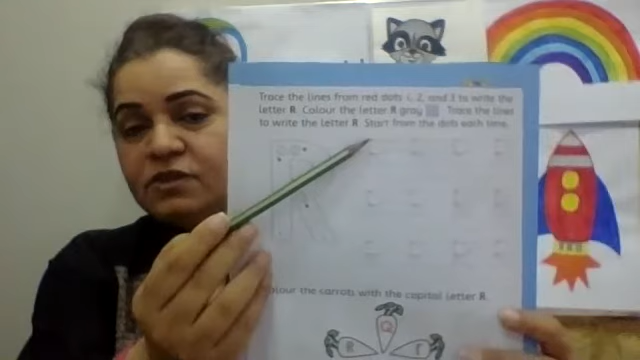 Trace the lines from red dots 1, 2, and 3 to write the
letter R. Colour the letter R gray. Trace the lines
to write the letter R. Start from the dots each time.
R
colour the carrots with the capital letter R.
Q
R
r